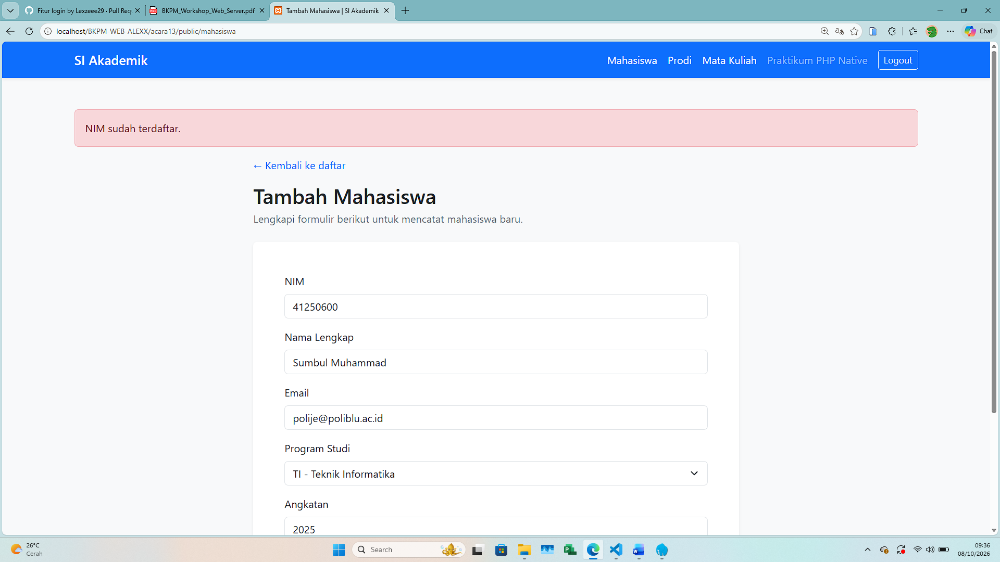 Fitur login by Lexzeee29 · Pull Requ
BKPM_Workshop_Web_Server.pdf
Tambah Mahasiswa | SI Akademik
localhost/BKPM-WEB-ALEXX/acara13/public/mahasiswa
Chat
SI Akademik
Mahasiswa
Prodi
Mata Kuliah
Praktikum PHP Native
Logout
NIM sudah terdaftar.
← Kembali ke daftar
Tambah Mahasiswa
Lengkapi formulir berikut untuk mencatat mahasiswa baru.
NIM
41250600
Nama Lengkap
Sumbul Muhammad
Email
polije@poliblu.ac.id
Program Studi
TI - Teknik Informatika
Angkatan
2025
26°C
Cerah
Search
09:36
08/10/2026